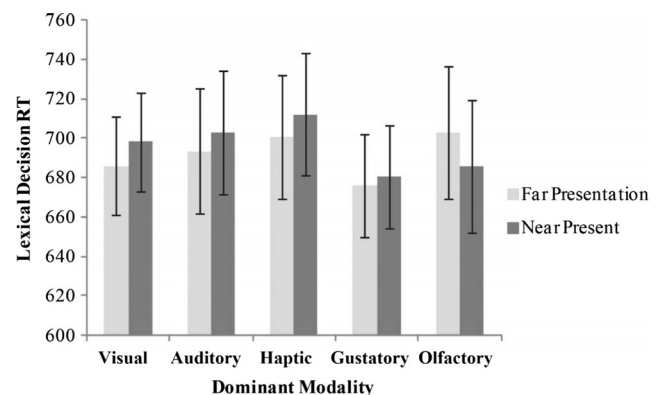 760
740
720
700
680
660
640
620
600
Lexical Decision RT
Visual Auditory Haptic Gustatory Olfactory
Dominant Modality
Far Presentation
Near Present